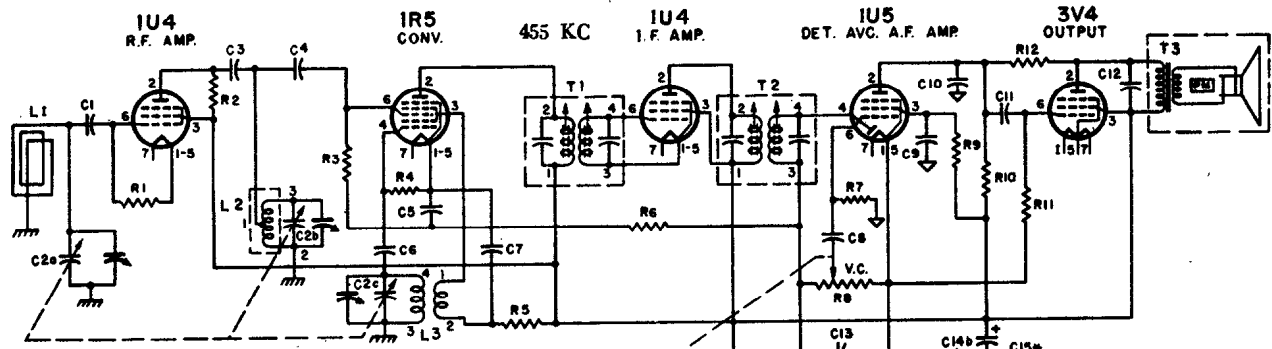 1U4
R.F. AMP.
1R5
CONV.
455 KC
1U4
I.F. AMP.
1U5
DET. AVC. A.F. AMP.
3V4
OUTPUT
L1
C1
6
2
3
7
1-5
R1
C2a
R2
C3
C4
L2
1
3
C2b
2
R3
6
4
2
3
7
1-5
R4
C5
C6
C7
C2c
4
1
3
2
L3
R5
T1
2
4
1
3
R6
6
2
3
7
1-5
T2
2
4
1
3
4
6
2
3
7
1
5
R7
C8
V.C.
R8
C9
C10
R9
R10
C11
R11
R12
6
2
3
1
5
7
C12
T3
PM
C13
C14b
+